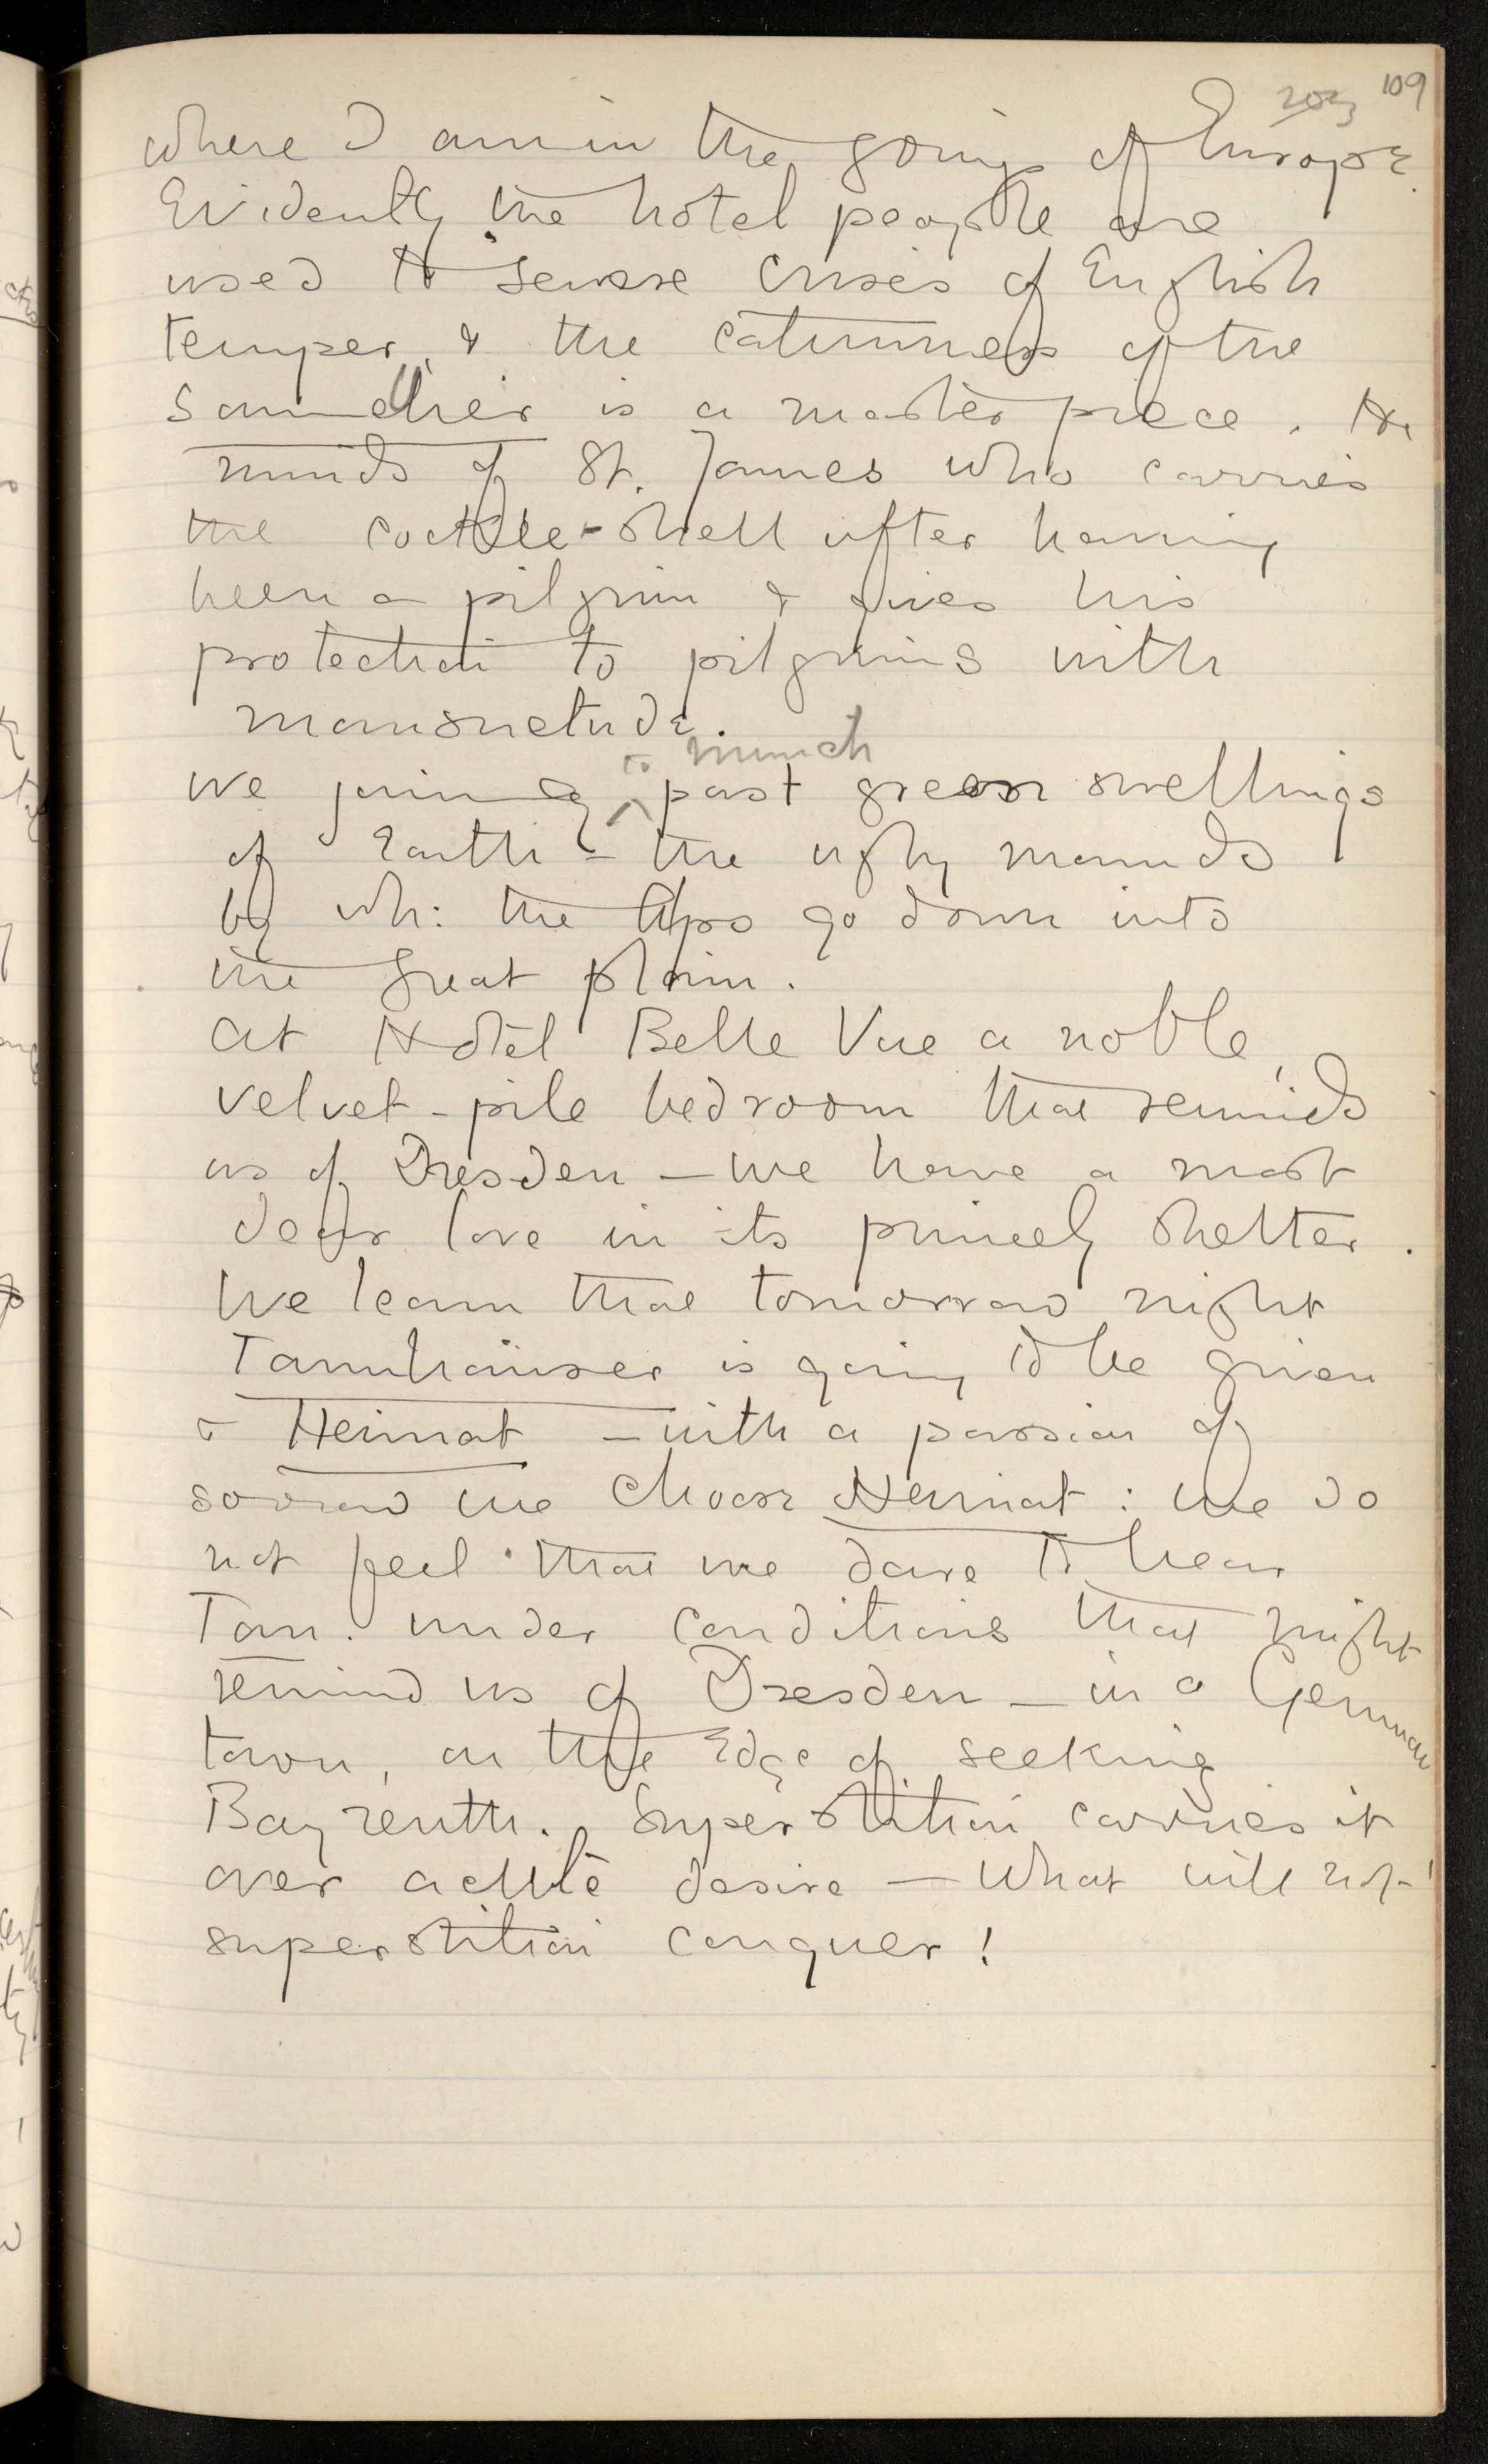 203 109
where I am in the going of Europe.
Evidently the hotel people are
used to severe crises of English
temper, & the calmness of the
is a masterpiece. He
minds of St. James who carries
the cockle-shell after having
been a pilgrim & gives his
protection to pilgrims with
mansuetude.
to Munich
We journey past green swellings
of Earth – the ugly mounds
by wh: the Alps go down into
the great plain.
At Hôtel Belle Vue a noble,
velvet-pile bedroom that reminds
us of Dresden – we have a most
dear love in its princely shelter.
We learn that tomorrow night
Tannhäuser is going to be given
& Heimat – with a passion of
sorrow we choose Heimat: we do
not feel that we dare to hear
Tan. under conditions that might
remind us of Dresden – in a German
town, on the Edge of seeking
Bayreuth. Superstition carries it
over acute desire – What will not
superstition conquer!